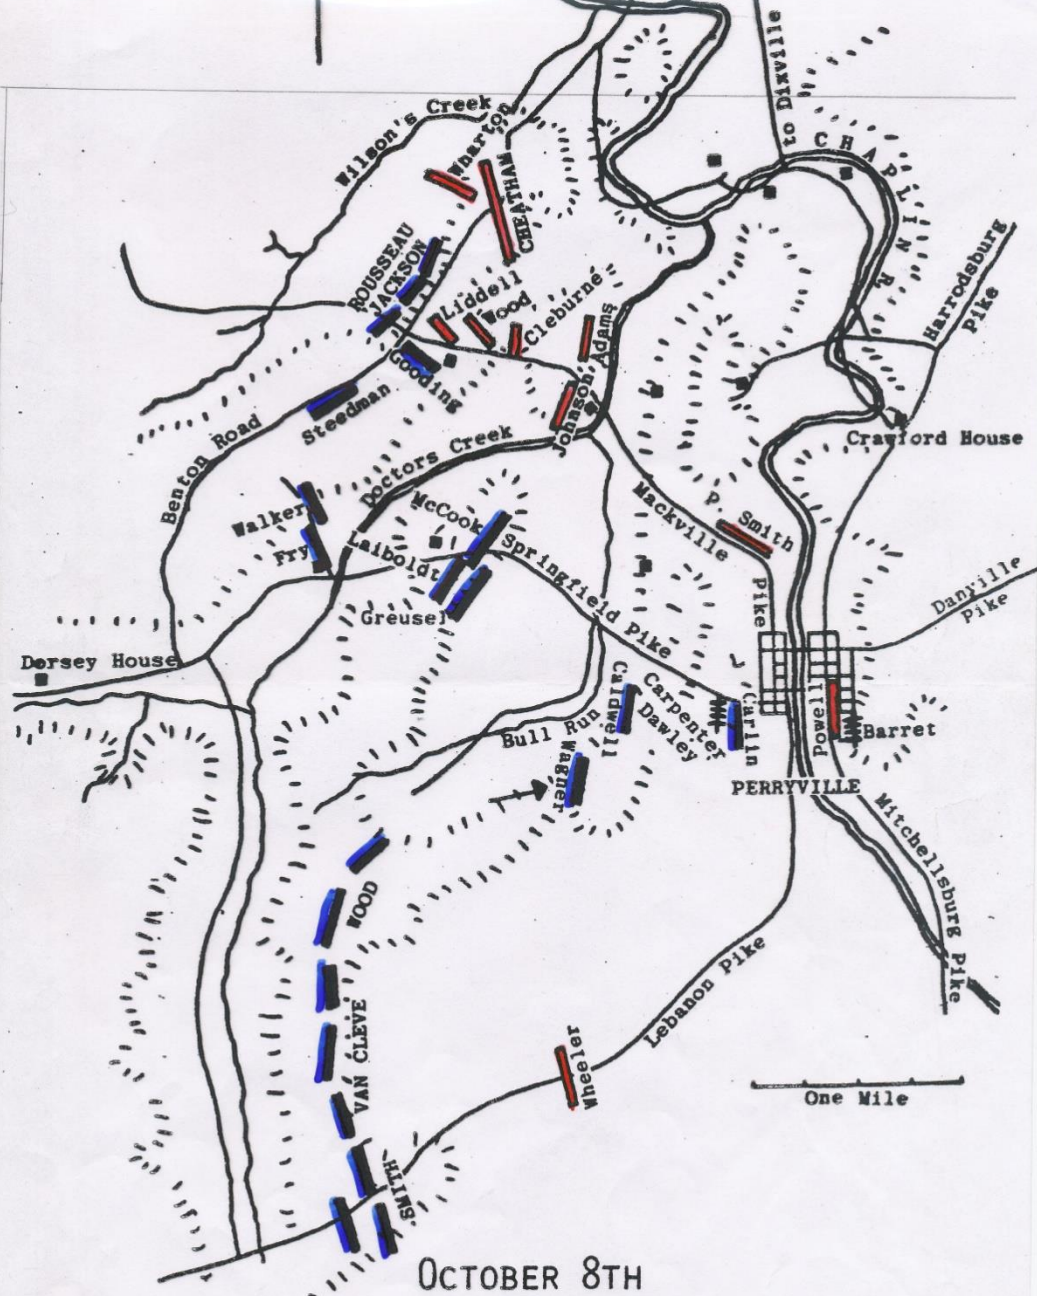 to Dixville
Wilson's Creek
Wharton
CHEATHAM
CHAPLIN R.
Harrodsburg
Pike
ROUSSEAU
JACKSON
Liddell
Wood
Cleburne
Adams
Gooding
Johnson
Steedman
Benton Road
Doctors Creek
Crawford House
Walker
Fry
McCook
Laiboldt
Greusel
Mackville
Pike
P. Smith
Springfield Pike
Danville
Pike
Dorsey House
Bull Run
Caldwell
Carpenter
Dawley
Carlin
Powell
Barret
Wagner
PERRYVILLE
Mitchellsburg Pike
WOOD
VAN CLEVE
SMITH
Lebanon Pike
Wheeler
One Mile
OCTOBER 8TH